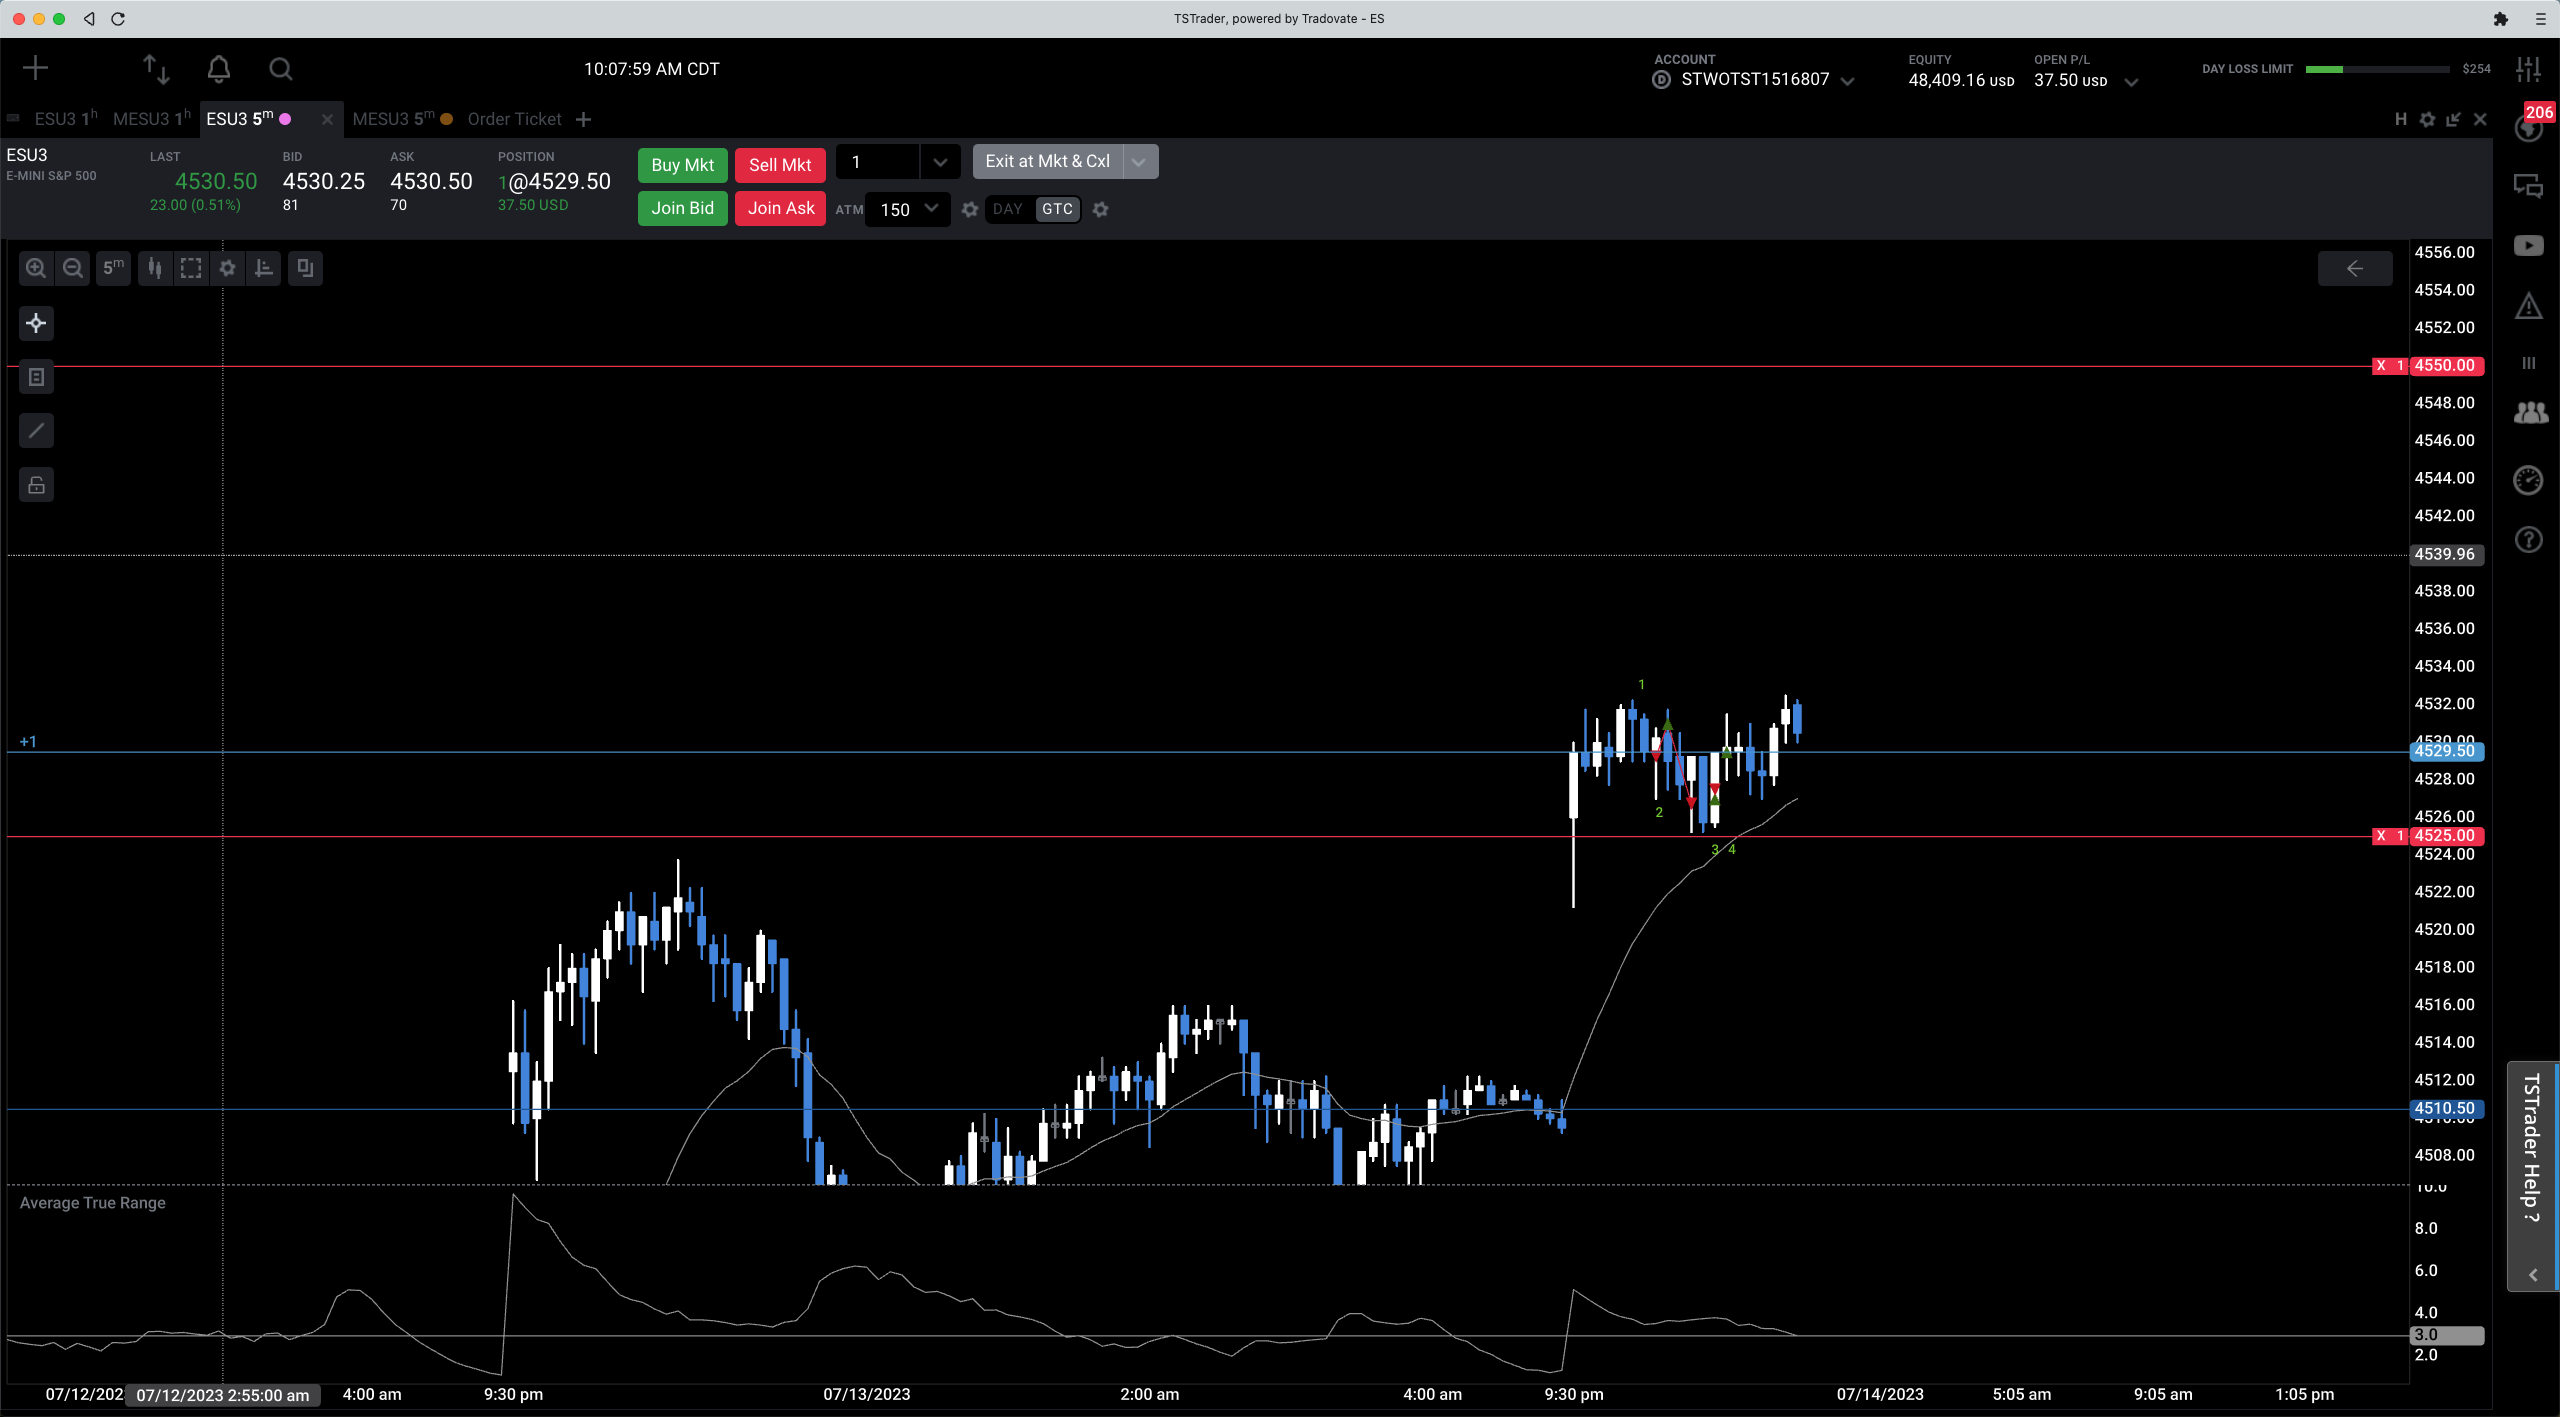 TSTrader, powered by Tradovate - ES
10:07:59 AM CDT
ACCOUNT
STWOTST1516807
EQUITY
48,409.16 USD
OPEN P/L
37.50 USD
DAY LOSS LIMIT
$254
206
ESU3 1h
MESU3 1h
ESU3 5m
MESU3 5m
Order Ticket
H
ESU3
E-MINI S&P 500
LAST
4530.50
23.00 (0.51%)
BID
4530.25
81
ASK
4530.50
70
POSITION
1@4529.50
37.50 USD
Buy Mkt
Sell Mkt
1
Exit at Mkt & Cxl
Join Bid
Join Ask
ATM
150
DAY
GTC
5m
4556.00
4554.00
4552.00
X 1 4550.00
4548.00
4546.00
4544.00
4542.00
4539.96
4538.00
4536.00
4534.00
1
4532.00
+1
4530.00
4529.50
4528.00
2
4526.00
X 1 4525.00
3 4
4524.00
4522.00
4520.00
4518.00
4516.00
4514.00
4512.00
4510.50
4510.00
4508.00
Average True Range
10.0
8.0
6.0
4.0
3.0
2.0
07/12/202
07/12/2023 2:55:00 am
4:00 am
9:30 pm
07/13/2023
2:00 am
4:00 am
9:30 pm
07/14/2023
5:05 am
9:05 am
1:05 pm
TSTrader Help ?